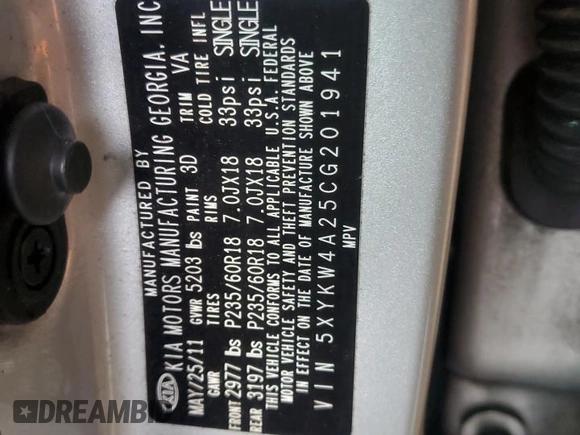 MANUFACTURED BY
KIA KIA MOTORS MANUFACTURING GEORGIA, INC
MAY/25/11 GVWR 5203 lbs PAINT 3D TRIM VA
GAWR TIRES RIMS COLD TIRE INFL
FRONT 2977 lbs P235/60R18 7.0JX18 33psi SINGLE
REAR 3197 lbs P235/60R18 7.0JX18 33psi SINGLE
THIS VEHICLE CONFORMS TO ALL APPLICABLE U.S.A. FEDERAL
MOTOR VEHICLE SAFETY AND THEFT PREVENTION STANDARDS
IN EFFECT ON THE DATE OF MANUFACTURE SHOWN ABOVE
VIN 5XYKW4A25CG201941
MPV
DREAMBID